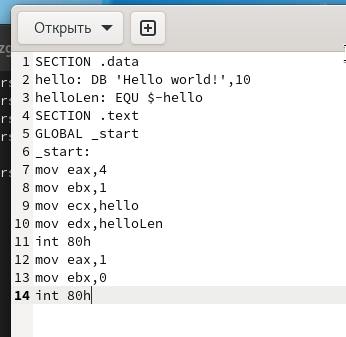 Открыть
1 SECTION .data
2 hello: DB 'Hello world!',10
3 helloLen: EQU $-hello
4 SECTION .text
5 GLOBAL _start
6 _start:
7 mov eax,4
8 mov ebx,1
9 mov ecx,hello
10 mov edx,helloLen
11 int 80h
12 mov eax,1
13 mov ebx,0
14 int 80h